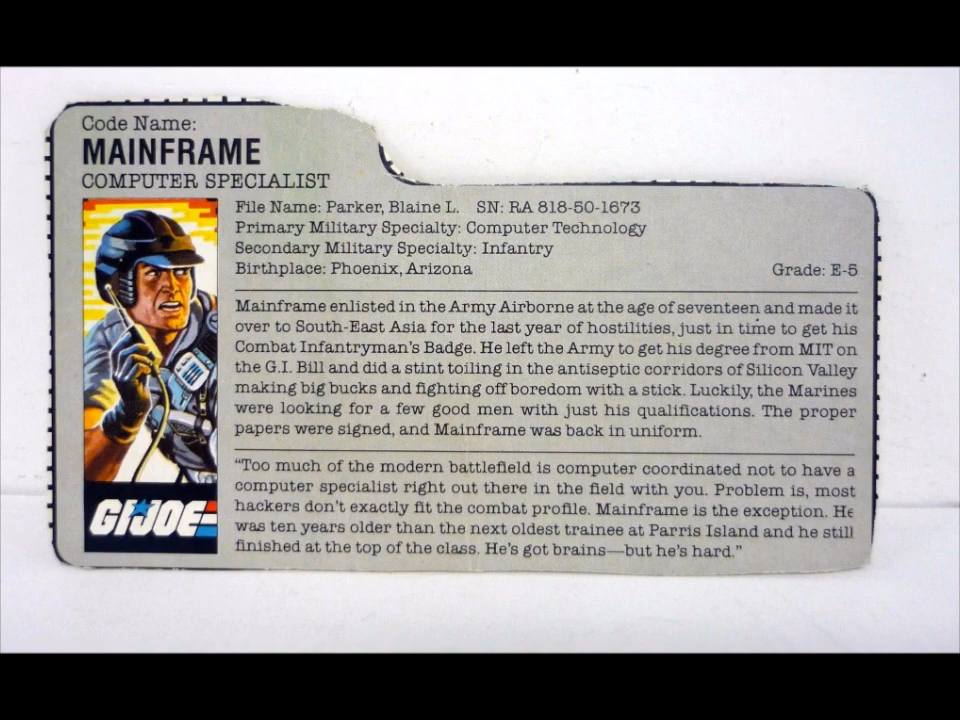 Code Name:
MAINFRAME
COMPUTER SPECIALIST
File Name: Parker, Blaine L. SN: RA 818-50-1673
Primary Military Specialty: Computer Technology
Secondary Military Specialty: Infantry
Birthplace: Phoenix, Arizona Grade: E-5
Mainframe enlisted in the Army Airborne at the age of seventeen and made it
over to South-East Asia for the last year of hostilities, just in time to get his
Combat Infantryman's Badge. He left the Army to get his degree from MIT on
the G.I. Bill and did a stint toiling in the antiseptic corridors of Silicon Valley
making big bucks and fighting off boredom with a stick. Luckily, the Marines
were looking for a few good men with just his qualifications. The proper
papers were signed, and Mainframe was back in uniform.
"Too much of the modern battlefield is computer coordinated not to have a
computer specialist right out there in the field with you. Problem is, most
hackers don't exactly fit the combat profile. Mainframe is the exception. He
was ten years older than the next oldest trainee at Parris Island and he still
finished at the top of the class. He's got brains—but he's hard."
GI JOE